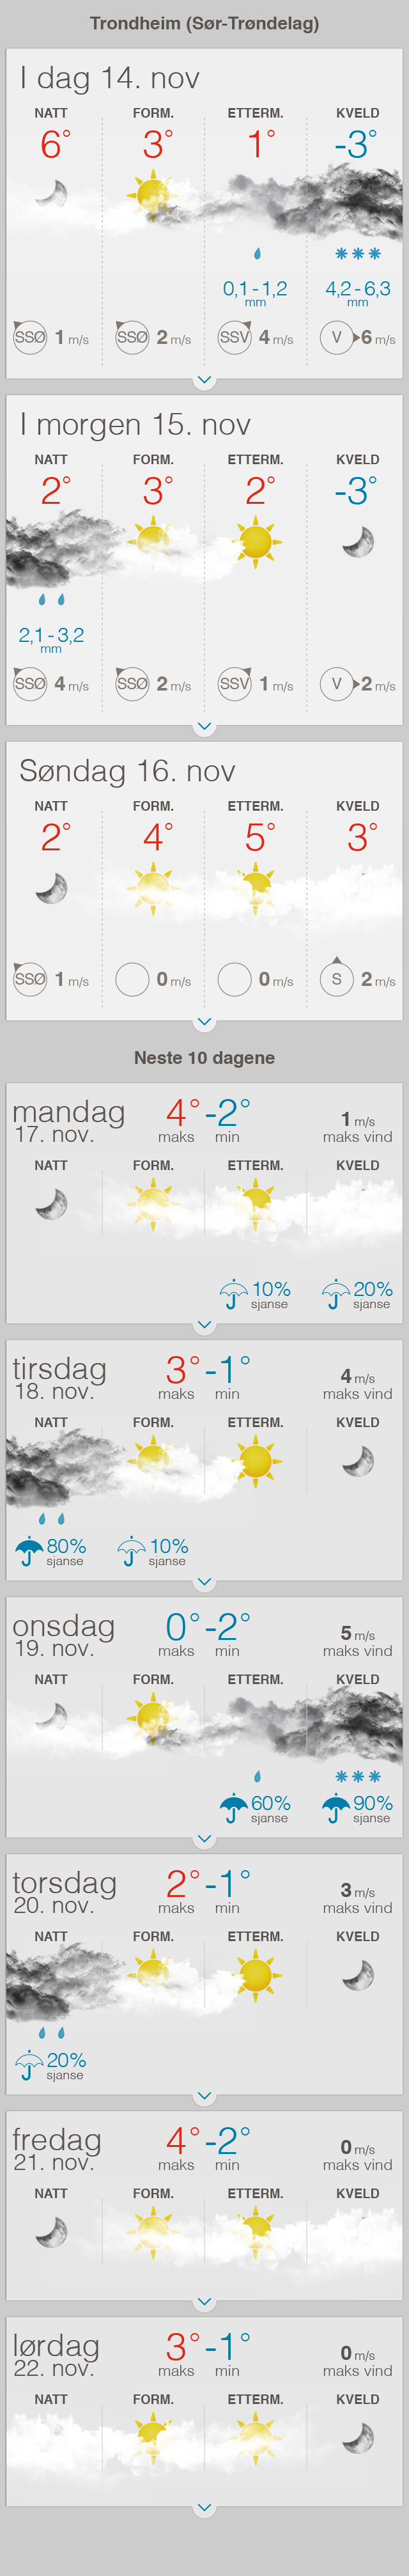 Trondheim (Sør-Trøndelag)
I dag 14. nov
NATT FORM. ETTERM. KVELD
6° 3° 1° -3°
0,1 - 1,2 4,2 - 6,3
mm mm
SSØ 1 m/s SSØ 2 m/s SSV 4 m/s V 6 m/s
I morgen 15. nov
NATT FORM. ETTERM. KVELD
2° 3° 2° -3°
2,1 - 3,2
mm
SSØ 4 m/s SSØ 2 m/s SSV 1 m/s V 2 m/s
Søndag 16. nov
NATT FORM. ETTERM. KVELD
2° 4° 5° 3°
SSØ 1 m/s 0 m/s 0 m/s S 2 m/s
Neste 10 dagene
mandag 4° -2° 1 m/s
17. nov. maks min maks vind
NATT FORM. ETTERM. KVELD
10% 20%
sjanse sjanse
tirsdag 3° -1° 4 m/s
18. nov. maks min maks vind
NATT FORM. ETTERM. KVELD
80% 10%
sjanse sjanse
onsdag 0° -2° 5 m/s
19. nov. maks min maks vind
NATT FORM. ETTERM. KVELD
60% 90%
sjanse sjanse
torsdag 2° -1° 3 m/s
20. nov. maks min maks vind
NATT FORM. ETTERM. KVELD
20%
sjanse
fredag 4° -2° 0 m/s
21. nov. maks min maks vind
NATT FORM. ETTERM. KVELD
lørdag 3° -1° 0 m/s
22. nov. maks min maks vind
NATT FORM. ETTERM. KVELD